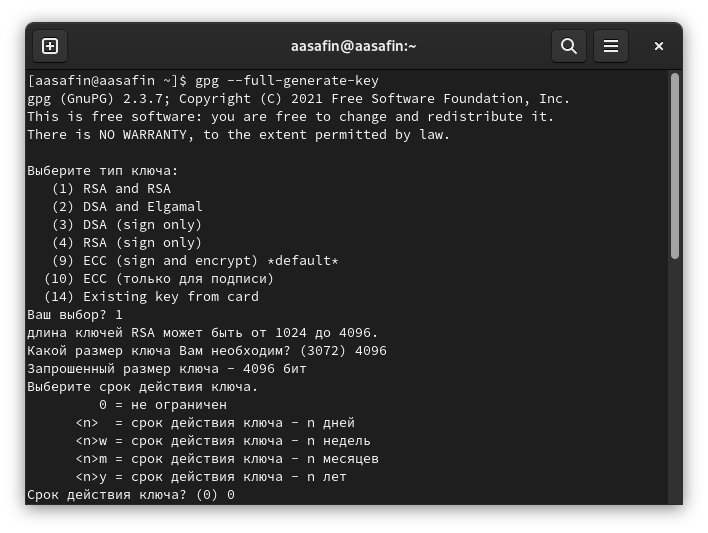 aasafin@aasafin:~
[aasafin@aasafin ~]$ gpg --full-generate-key
gpg (GnuPG) 2.3.7; Copyright (C) 2021 Free Software Foundation, Inc.
This is free software: you are free to change and redistribute it.
There is NO WARRANTY, to the extent permitted by law.

Выберите тип ключа:
   (1) RSA and RSA
   (2) DSA and Elgamal
   (3) DSA (sign only)
   (4) RSA (sign only)
   (9) ECC (sign and encrypt) *default*
  (10) ECC (только для подписи)
  (14) Existing key from card
Ваш выбор? 1
длина ключей RSA может быть от 1024 до 4096.
Какой размер ключа Вам необходим? (3072) 4096
Запрошенный размер ключа - 4096 бит
Выберите срок действия ключа.
         0 = не ограничен
      <n>  = срок действия ключа - n дней
      <n>w = срок действия ключа - n недель
      <n>m = срок действия ключа - n месяцев
      <n>y = срок действия ключа - n лет
Срок действия ключа? (0) 0